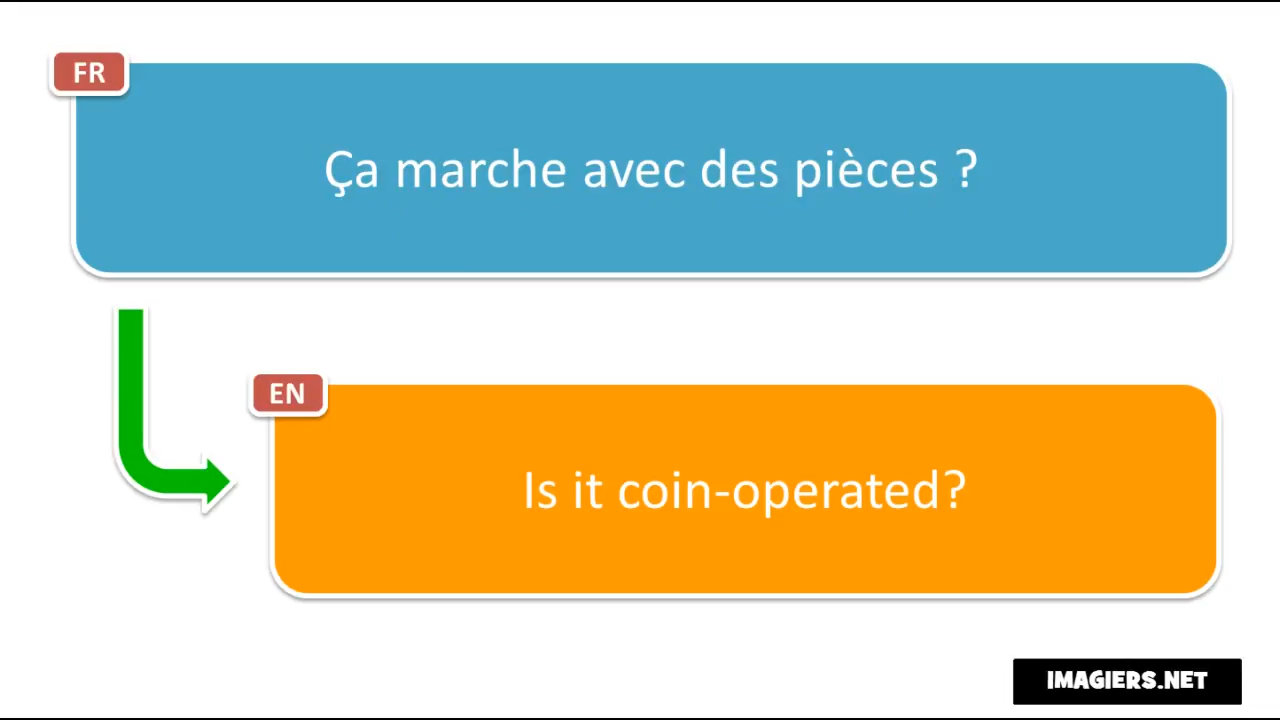 FR
Ça marche avec des pièces ?
EN
Is it coin-operated?
IMAGIERS.NET